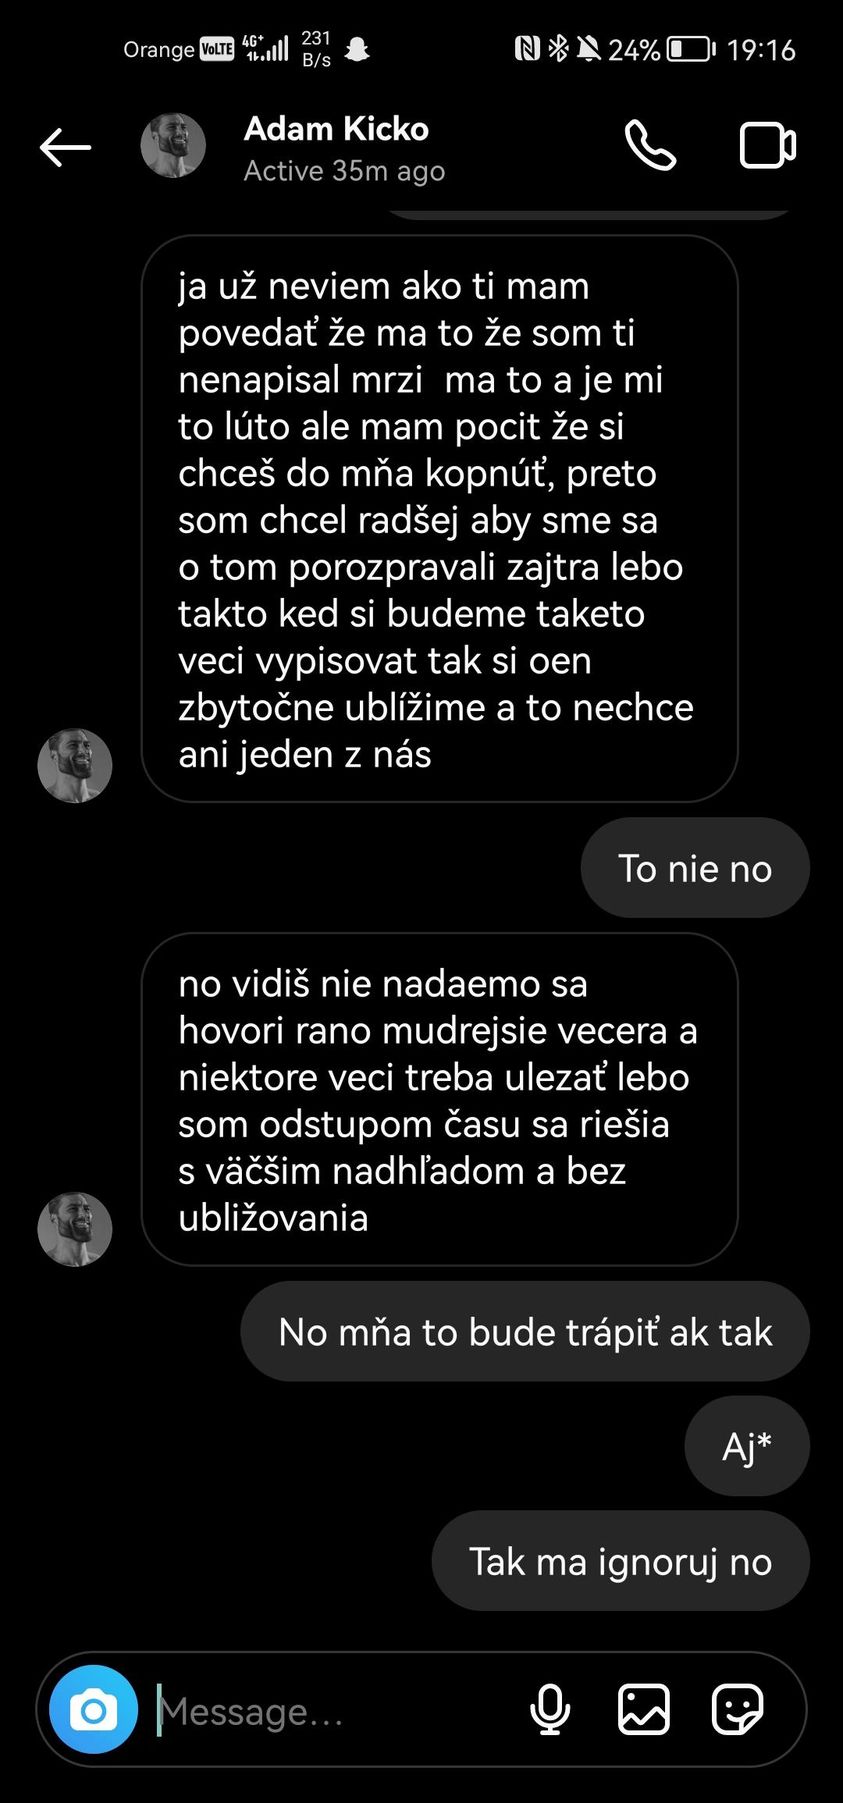 Orange VoLTE 4G+ 231 B/s 24% 19:16
Adam Kicko
Active 35m ago
ja už neviem ako ti mam
povedať že ma to že som ti
nenapisal mrzi  ma to a je mi
to lúto ale mam pocit že si
chceš do mňa kopnúť, preto
som chcel radšej aby sme sa
o tom porozpravali zajtra lebo
takto ked si budeme taketo
veci vypisovat tak si oen
zbytočne ublížime a to nechce
ani jeden z nás
To nie no
no vidiš nie nadaemo sa
hovori rano mudrejsie vecera a
niektore veci treba ulezať lebo
som odstupom času sa riešia
s väčšim nadhľadom a bez
ubližovania
No mňa to bude trápiť ak tak
Aj*
Tak ma ignoruj no
Message...